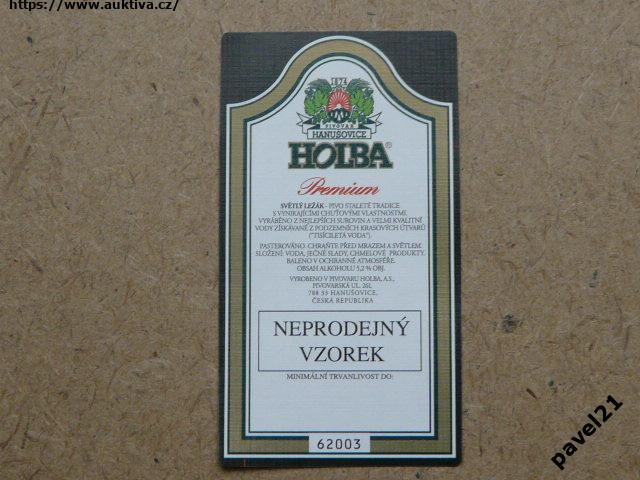 https://www.auktiva.cz/
1874
PIVOVAR
HANUŠOVICE
HOLBA®
Premium
SVĚTLÝ LEŽÁK - PIVO STALETÉ TRADICE
S VYNIKAJÍCÍMI CHUŤOVÝMI VLASTNOSTMI.
VYRÁBĚNO Z NEJLEPŠÍCH SUROVIN A VELMI KVALITNÍ
VODY ZÍSKÁVANÉ Z PODZEMNÍCH KRASOVÝCH ÚTVARŮ
("TISÍCILETÁ VODA").
PASTEROVÁNO. CHRAŇTE PŘED MRAZEM A SVĚTLEM.
SLOŽENÍ: VODA, JEČNÉ SLADY, CHMELOVÉ PRODUKTY.
BALENO V OCHRANNÉ ATMOSFÉŘE.
OBSAH ALKOHOLU 5,2 % OBJ.
VYROBENO V PIVOVARU HOLBA, A.S.,
PIVOVARSKÁ UL. 261,
788 33 HANUŠOVICE,
ČESKÁ REPUBLIKA
NEPRODEJNÝ
VZOREK
MINIMÁLNÍ TRVANLIVOST DO:
62003
pavel21